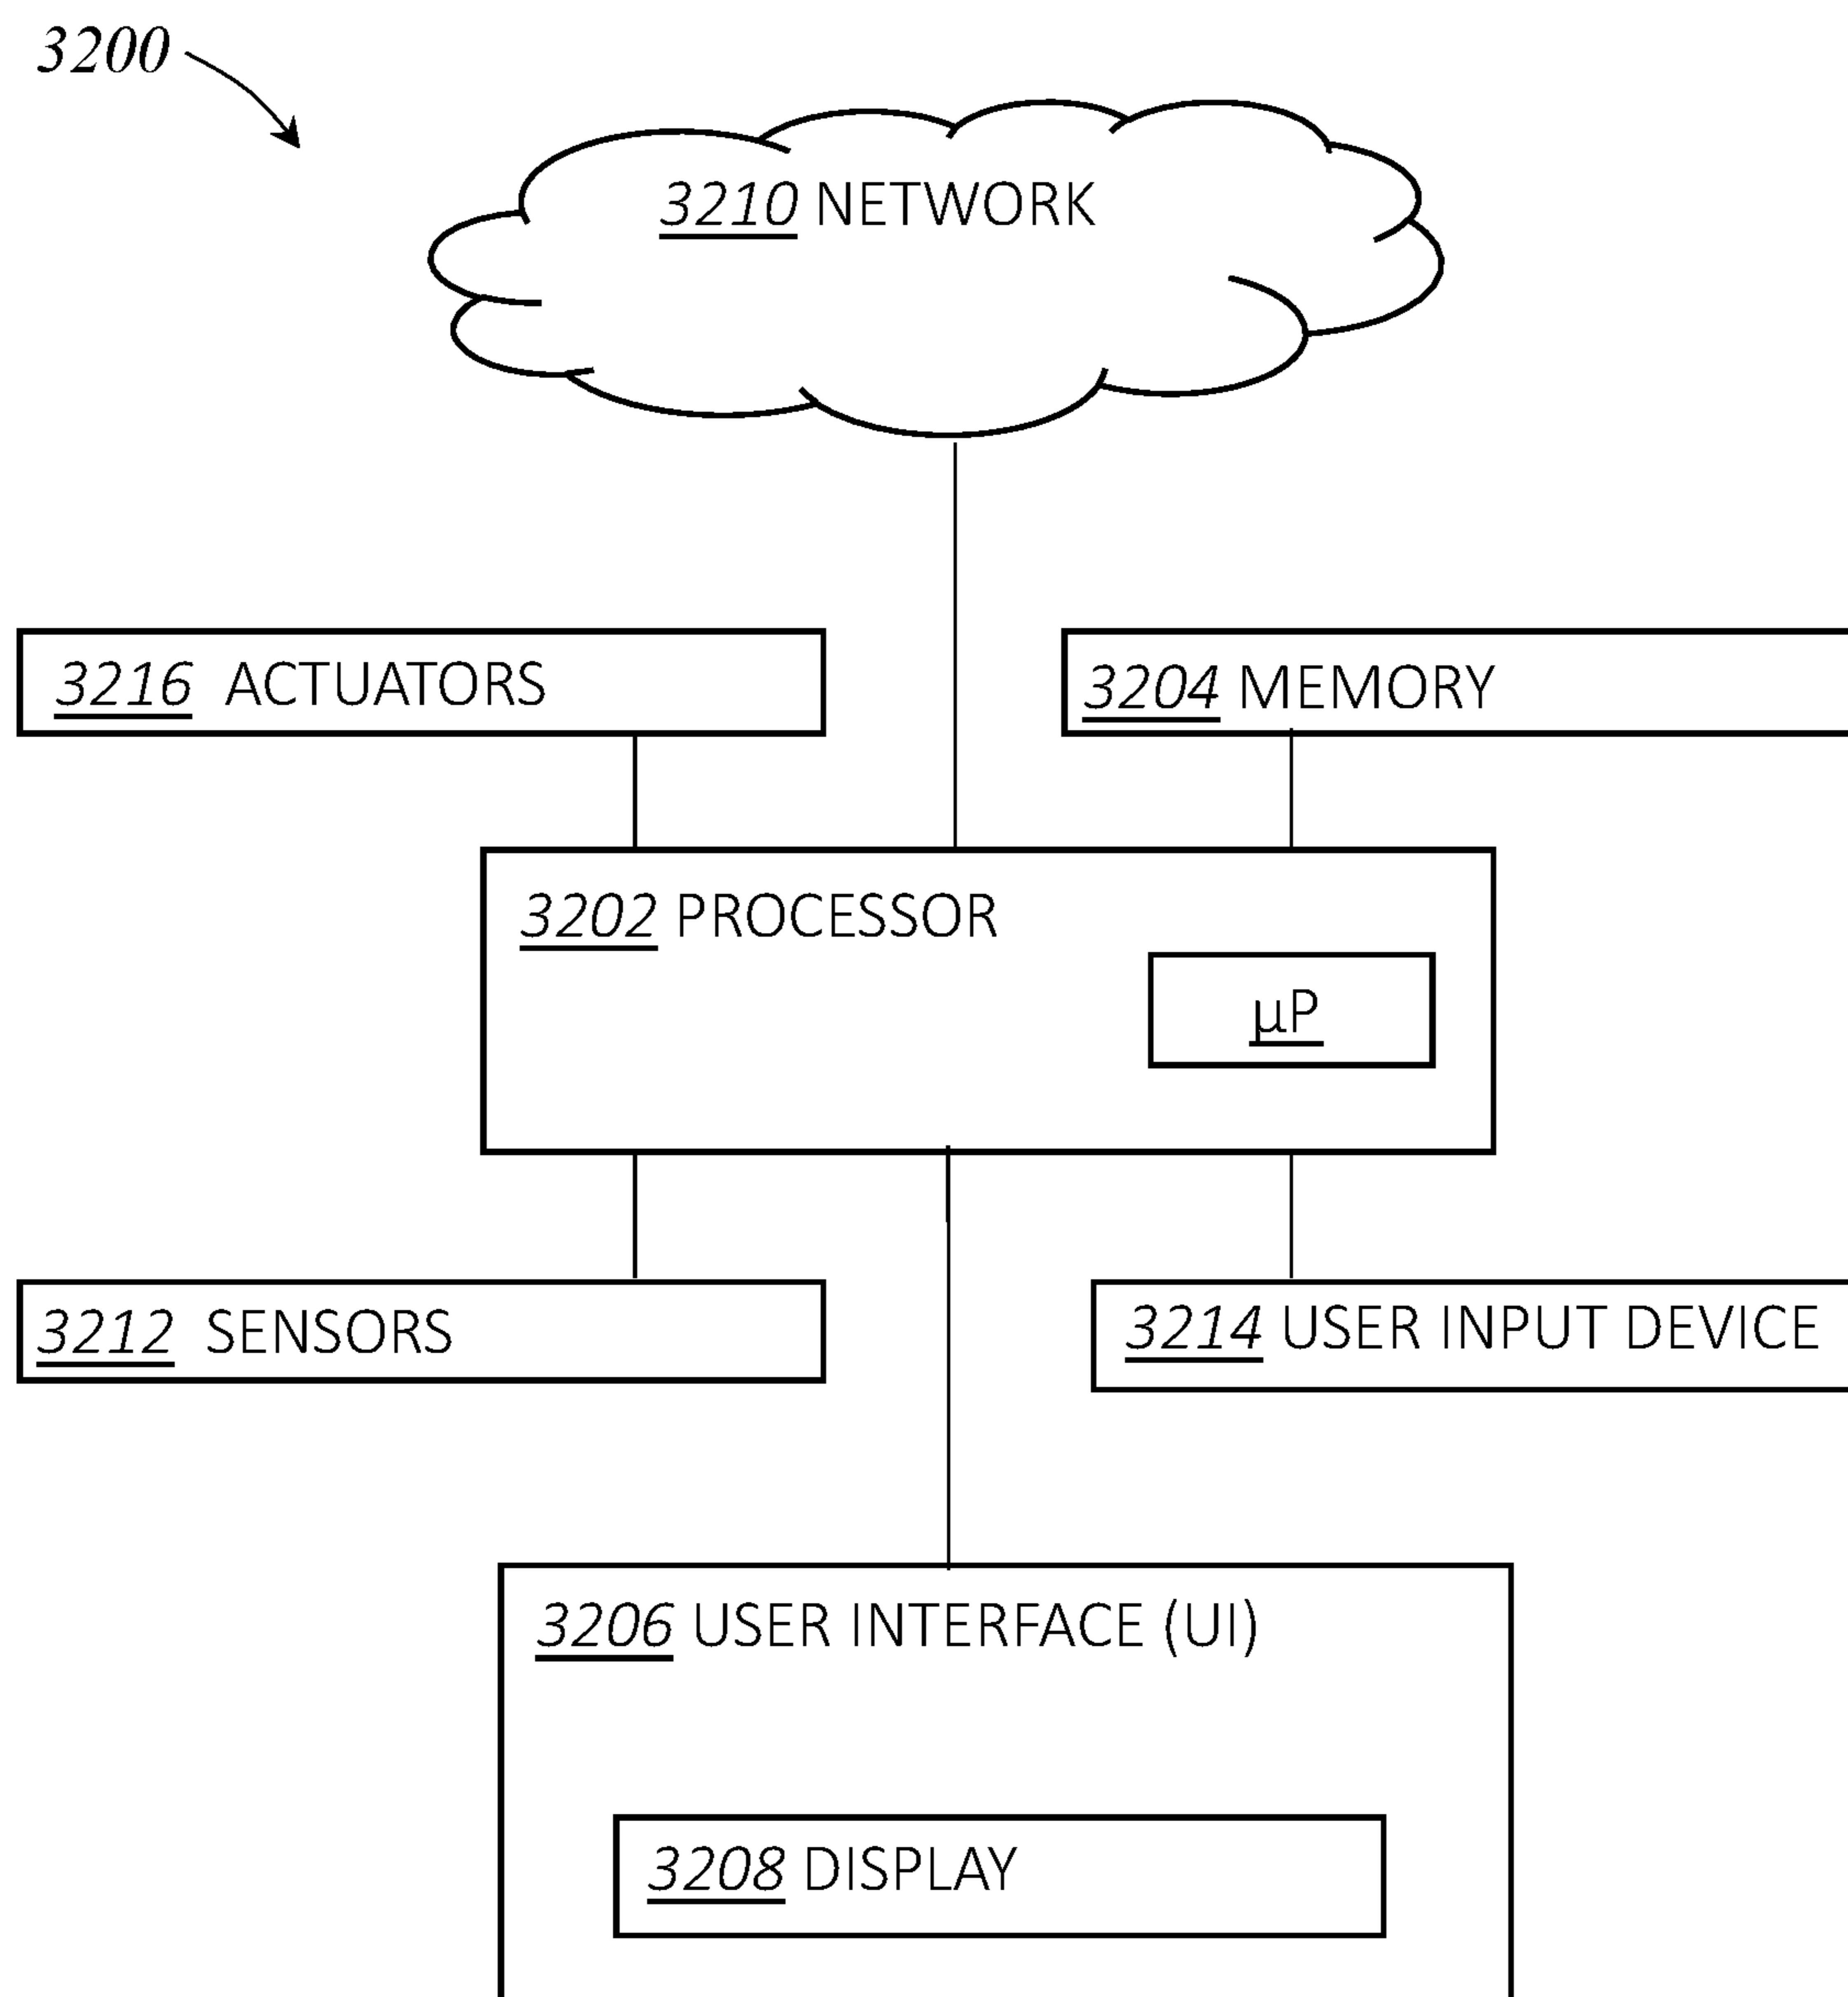 3200
3210 NETWORK
3216 ACTUATORS
3204 MEMORY
3202 PROCESSOR
µP
3212 SENSORS
3214 USER INPUT DEVICE
3206 USER INTERFACE (UI)
3208 DISPLAY